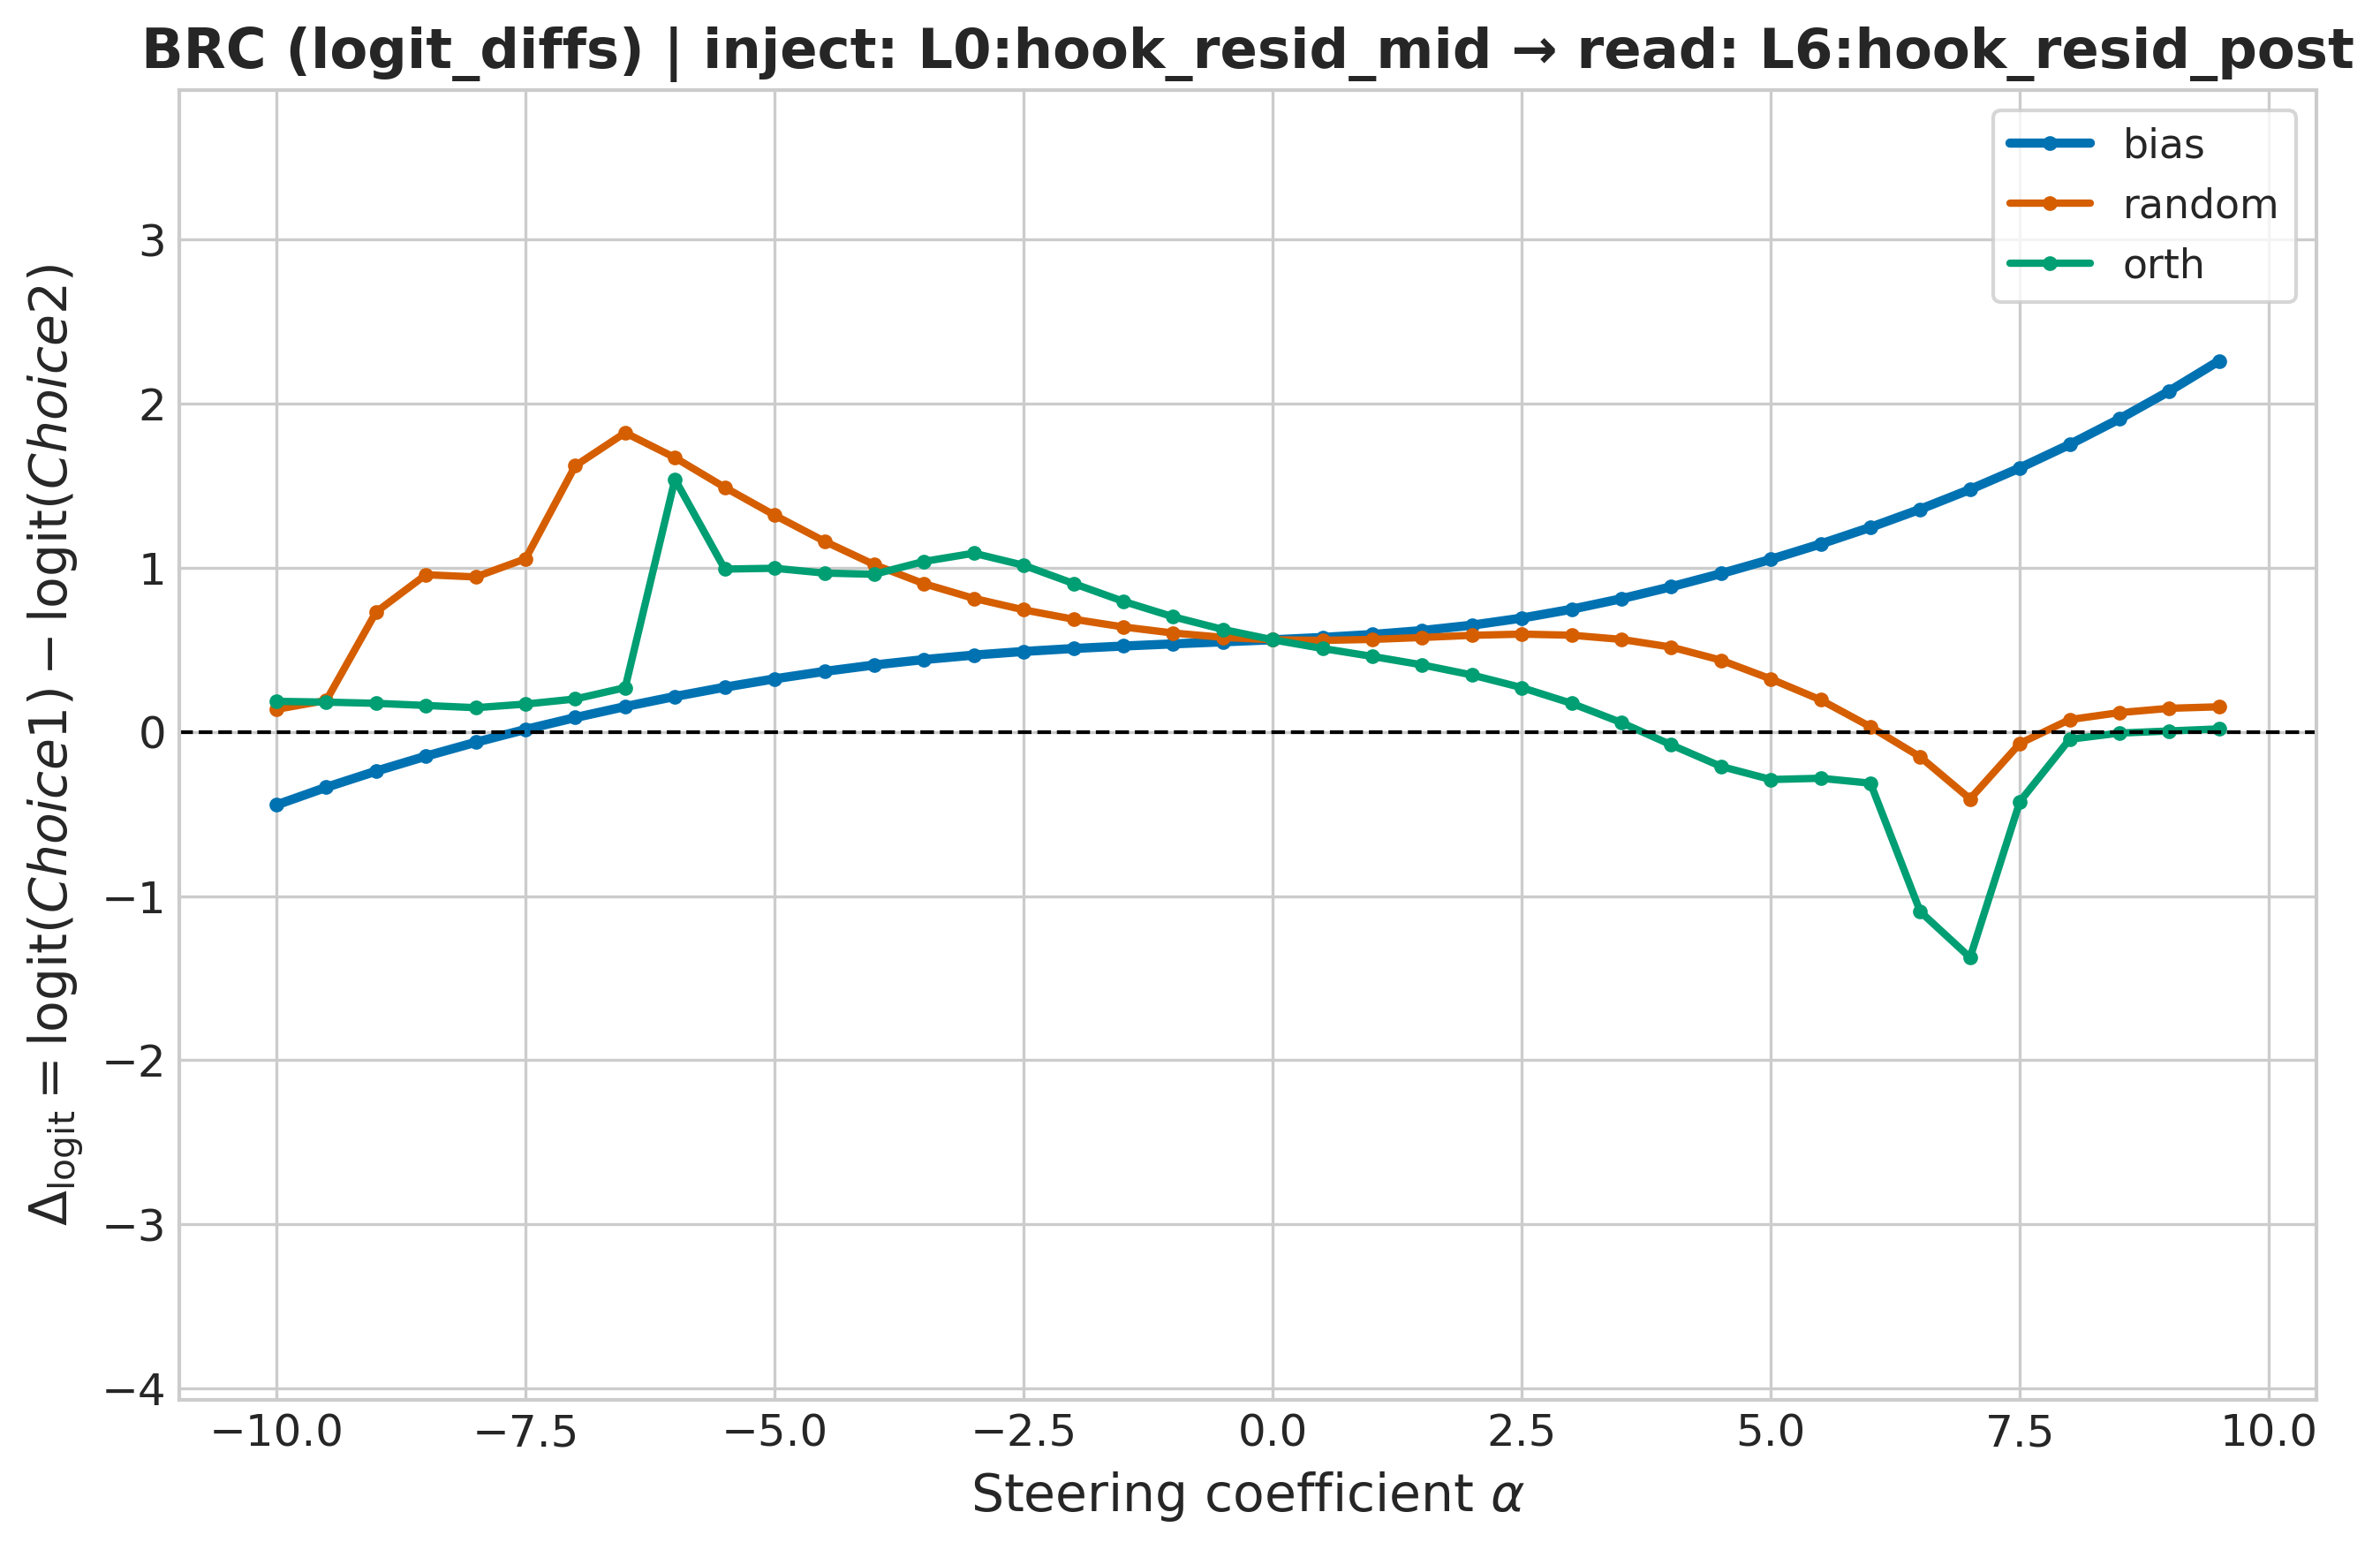 BRC (logit_diffs) | inject: L0:hook_resid_mid → read: L6:hook_resid_post
Δlogit = logit(Choice1) − logit(Choice2)
3
2
1
0
−1
−2
−3
−4
bias
random
orth
−10.0 −7.5 −5.0 −2.5 0.0 2.5 5.0 7.5 10.0
Steering coefficient α